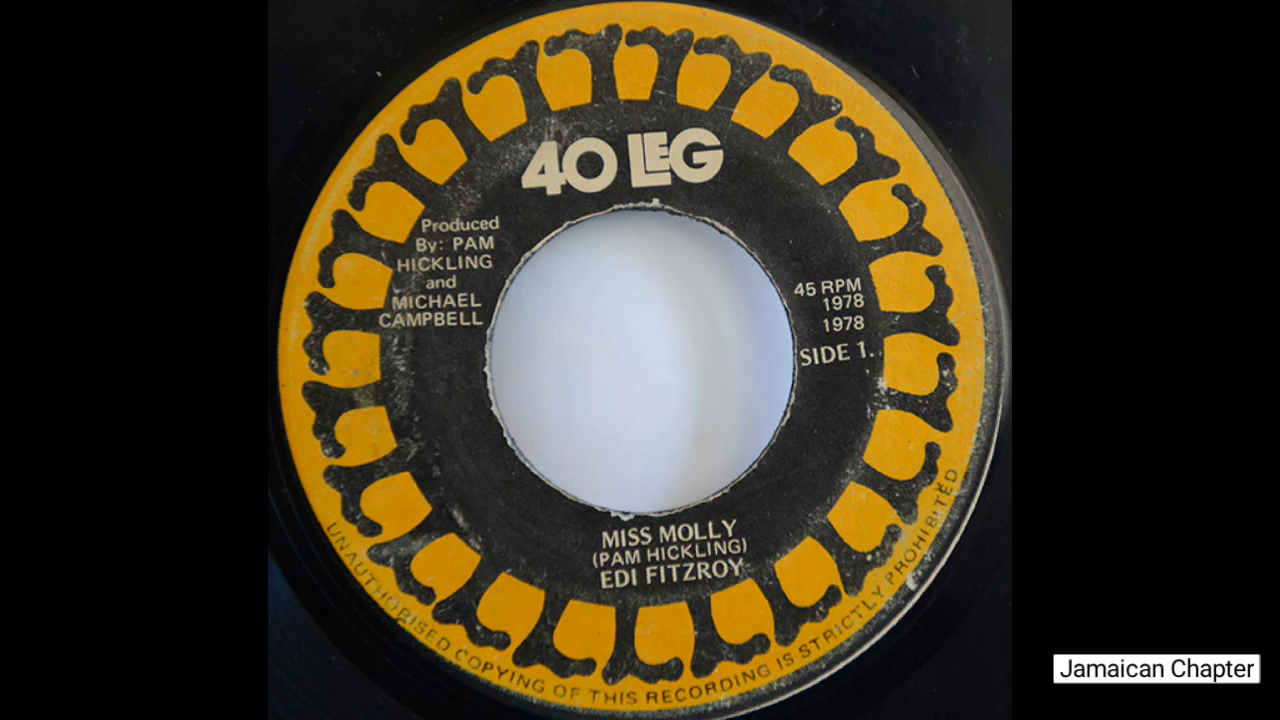 40 LEG
Produced
By: PAM
HICKLING
and
MICHAEL
CAMPBELL
45 RPM
1978
1978
SIDE 1.
MISS MOLLY
(PAM HICKLING)
EDI FITZROY
UNAUTHORISED COPYING OF THIS RECORDING IS STRICTLY PROHIBITED
Jamaican Chapter